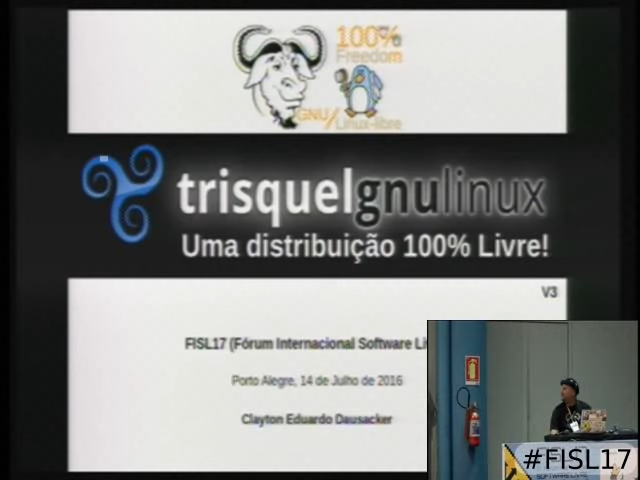 100%
Freedom
GNU/
Linux-libre
trisquelgnulinux
Uma distribuição 100% Livre!
V3
FISL17 (Fórum Internacional Software Li
Porto Alegre, 14 de Julho de 2016
Clayton Eduardo Dausacker
#FISL17